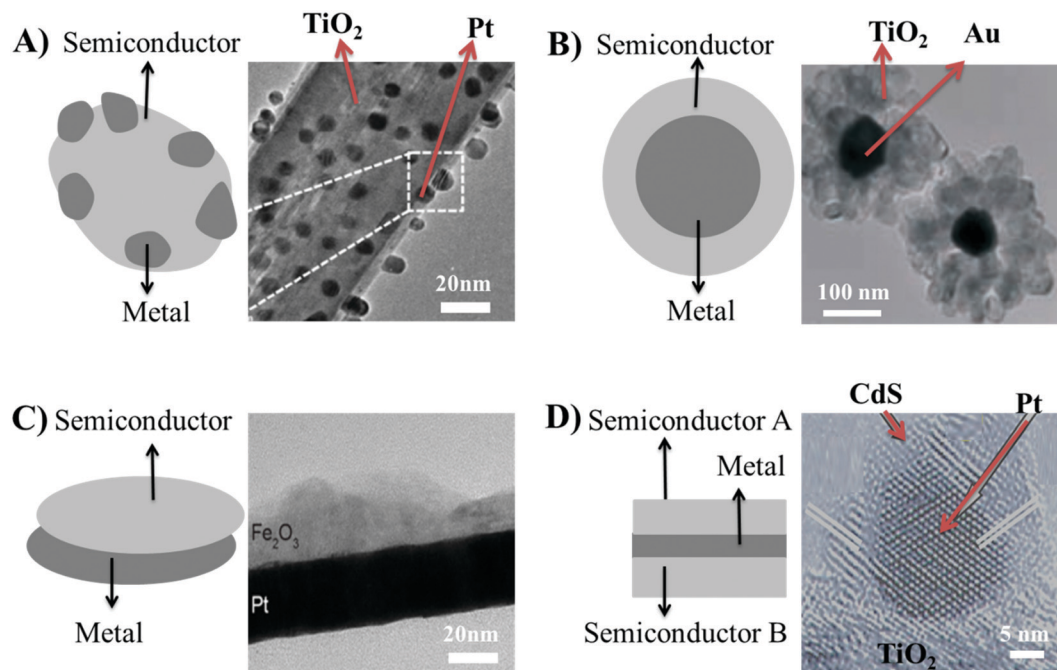 A)
Semiconductor
Metal
TiO₂
Pt
20nm
B)
Semiconductor
Metal
TiO₂
Au
100 nm
C)
Semiconductor
Metal
Fe₂O₃
Pt
20nm
D)
Semiconductor A
Metal
Semiconductor B
CdS
Pt
TiO₂
5 nm